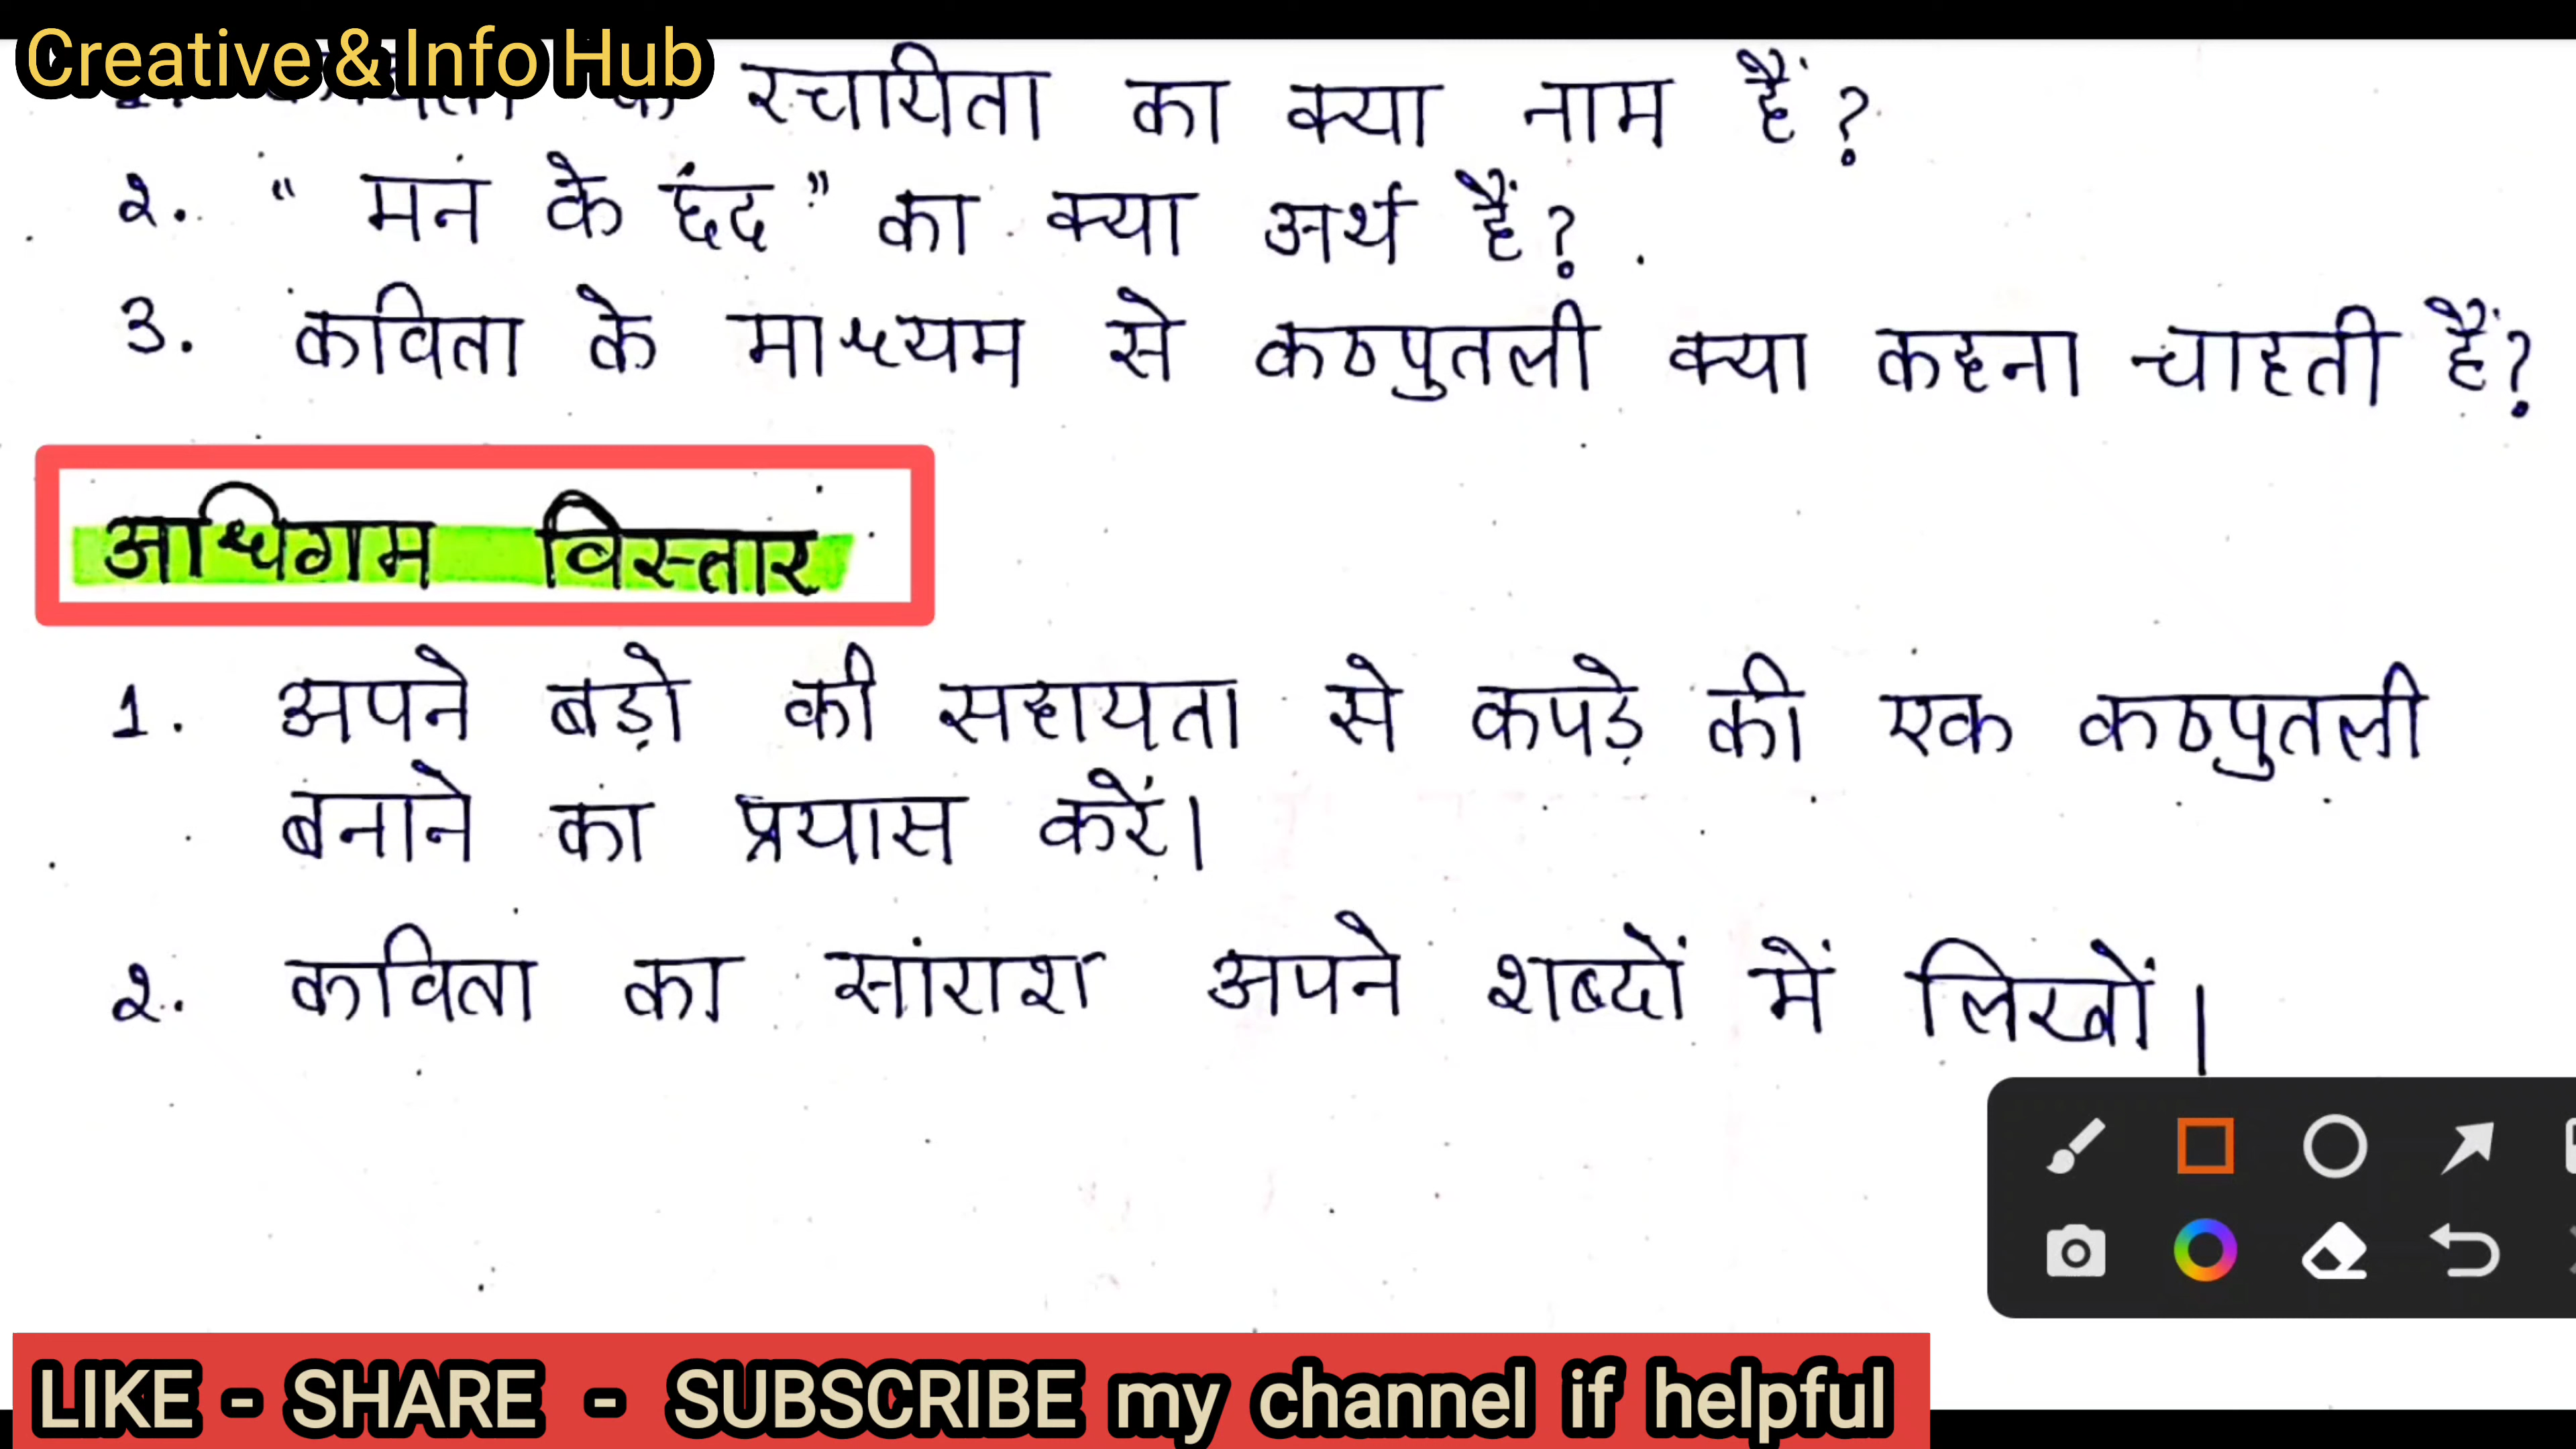 Creative & Info Hub
रचयिता का क्या नाम हैं?
२. "मन के छंद" का क्या अर्थ हैं?
3. कविता के माध्यम से कठपुतली क्या कहना चाहती हैं?
अधिगम विस्तार
1. अपने बड़ो की सहायता से कपड़े की एक कठपुतली
बनाने का प्रयास करें।
२. कविता का सांराश अपने शब्दों में लिखों।
LIKE - SHARE - SUBSCRIBE my channel if helpful